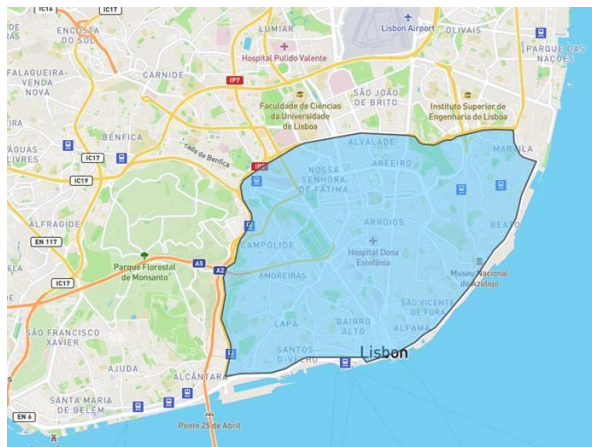 IC16
IC17
ENCOSTA
DO SOL
LUMIAR
Lisbon Airport
OLIVAIS
Hospital Pulido Valente
PARQUE DAS
NAÇÕES
FALAGUEIRA-
VENDA
NOVA
CARNIDE
IP7
Faculdade de Ciências
da Universidade
de Lisboa
SÃO JOÃO
DE BRITO
Instituto Superior de
Engenharia de Lisboa
BENFICA
ALVALADE
MARVILA
ÁGUAS
LIVRES
IC17
rada de Benfica
IP7
NOSSA
SENHORA
DE FÁTIMA
AREEIRO
IC19
ALFRAGIDE
ARROIOS
BEATO
EN 117
CAMPOLIDE
Hospital Dona
Estefânia
Parque Florestal
de Monsanto
A5
A2
AMOREIRAS
Museu Nacional
do Azulejo
IC17
SÃO VICENTE
DE FORA
SÃO FRANCISCO
XAVIER
LAPA
BAIRRO
ALTO
ALFAMA
Lisbon
SANTOS
-O-VELHO
AJUDA
ALCÂNTARA
SANTA MARIA
DE BELÉM
EN 6
Ponte 25 de Abril